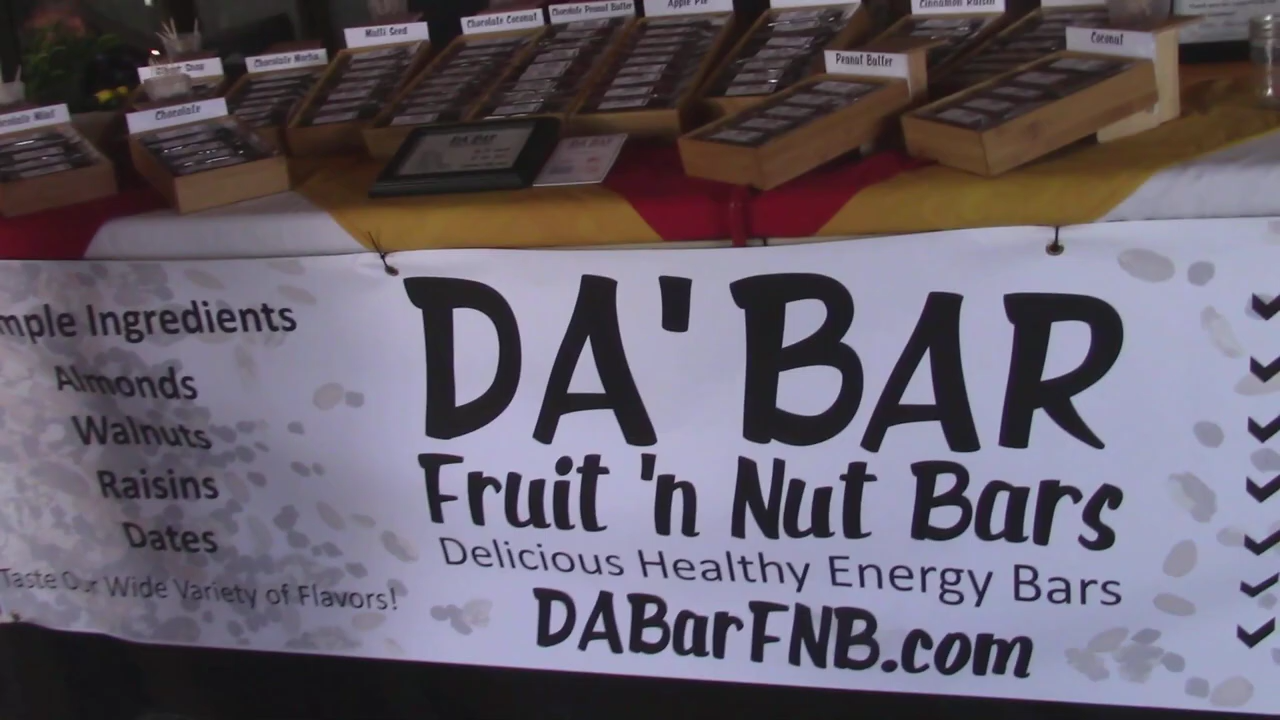 Multi Seed
Chocolate Coconut
Chocolate Peanut Butter
Apple Pie
Cinnamon Raisin
Chocolate Mocha
Peanut Butter
Coconut
Chocolate Mint
Chocolate
DA'BAR
mple Ingredients
Almonds
Walnuts
Raisins
Dates
Taste Our Wide Variety of Flavors!
DA'BAR
Fruit 'n Nut Bars
Delicious Healthy Energy Bars
DABarFNB.com